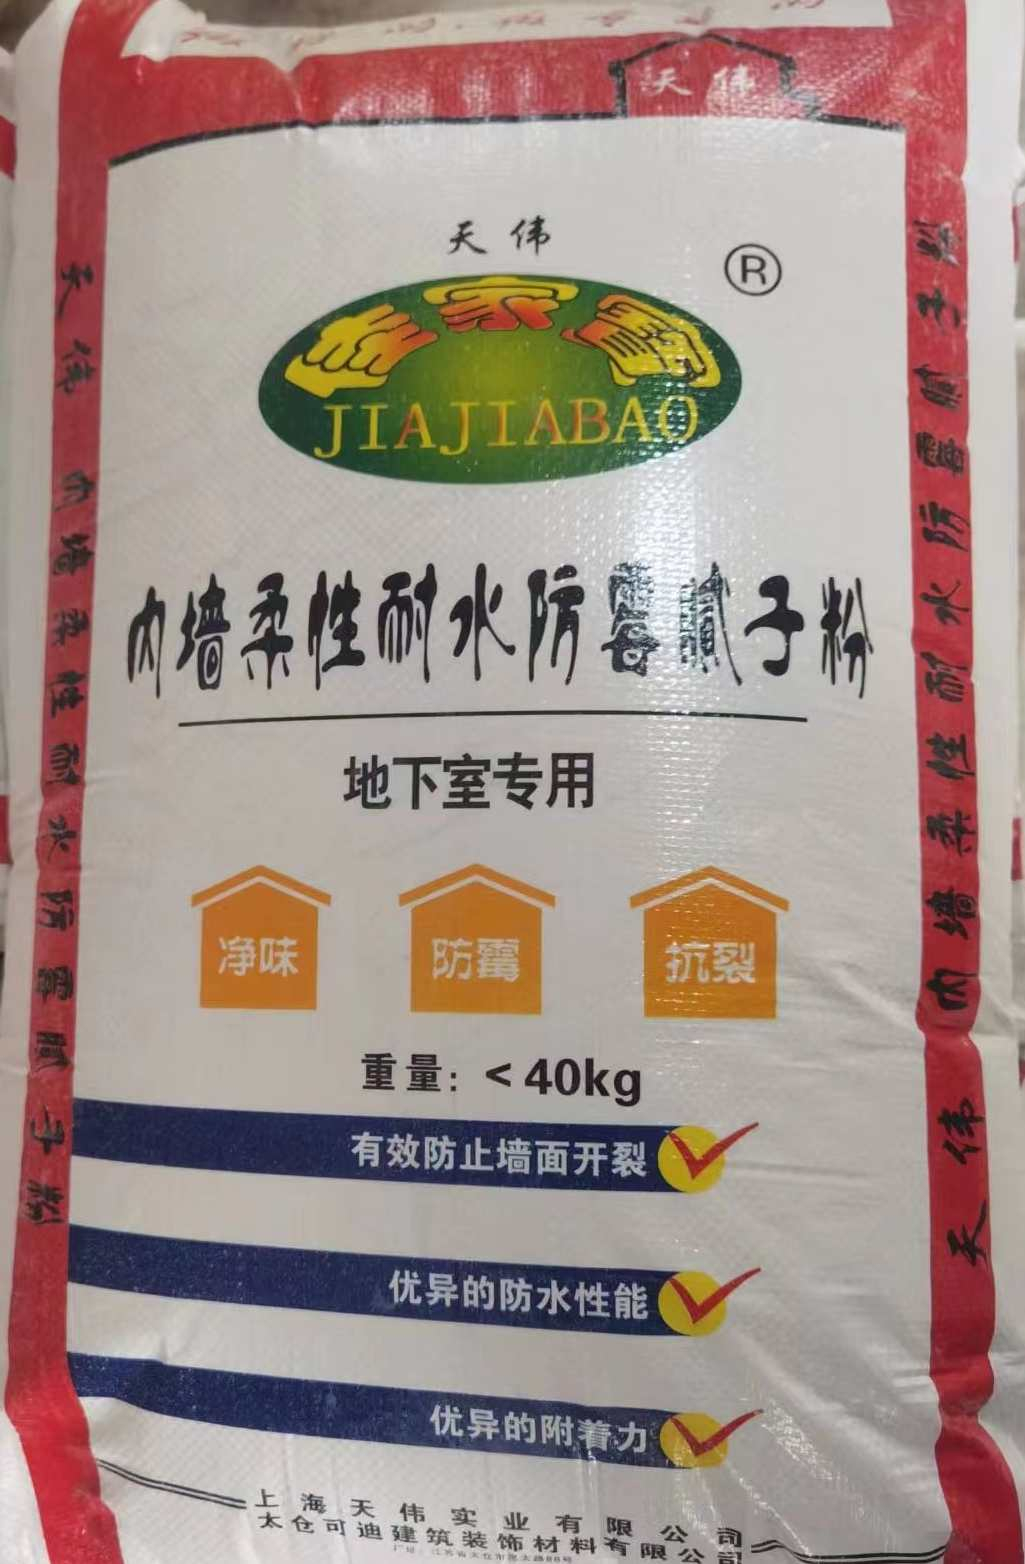 天伟
天伟
®
佳家寶
JIAJIABAO
内墙柔性耐水防霉腻子粉
地下室专用
净味
防霉
抗裂
重量：＜40kg
有效防止墙面开裂
优异的防水性能
优异的附着力
上海天伟实业有限公司
太仓可迪建筑装饰材料有限公司
天伟内墙柔性耐水防霉腻子粉
天伟内墙柔性耐水防霉腻子粉